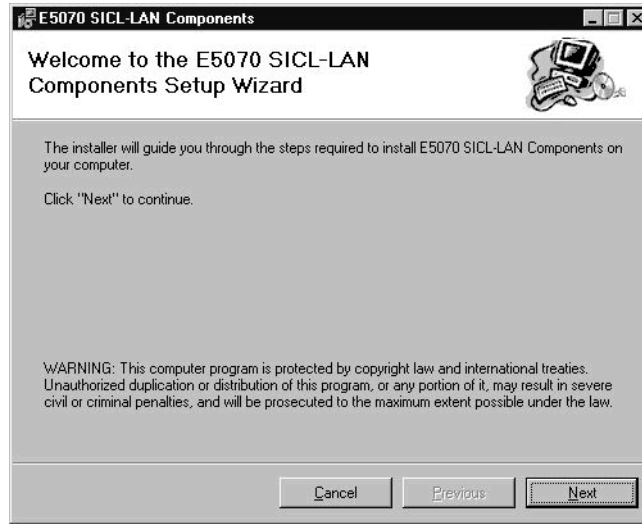 E5070 SICL-LAN Components
Welcome to the E5070 SICL-LAN
Components Setup Wizard
The installer will guide you through the steps required to install E5070 SICL-LAN Components on
your computer.
Click "Next" to continue.
WARNING: This computer program is protected by copyright law and international treaties.
Unauthorized duplication or distribution of this program, or any portion of it, may result in severe
civil or criminal penalties, and will be prosecuted to the maximum extent possible under the law.
Cancel
Previous
Next